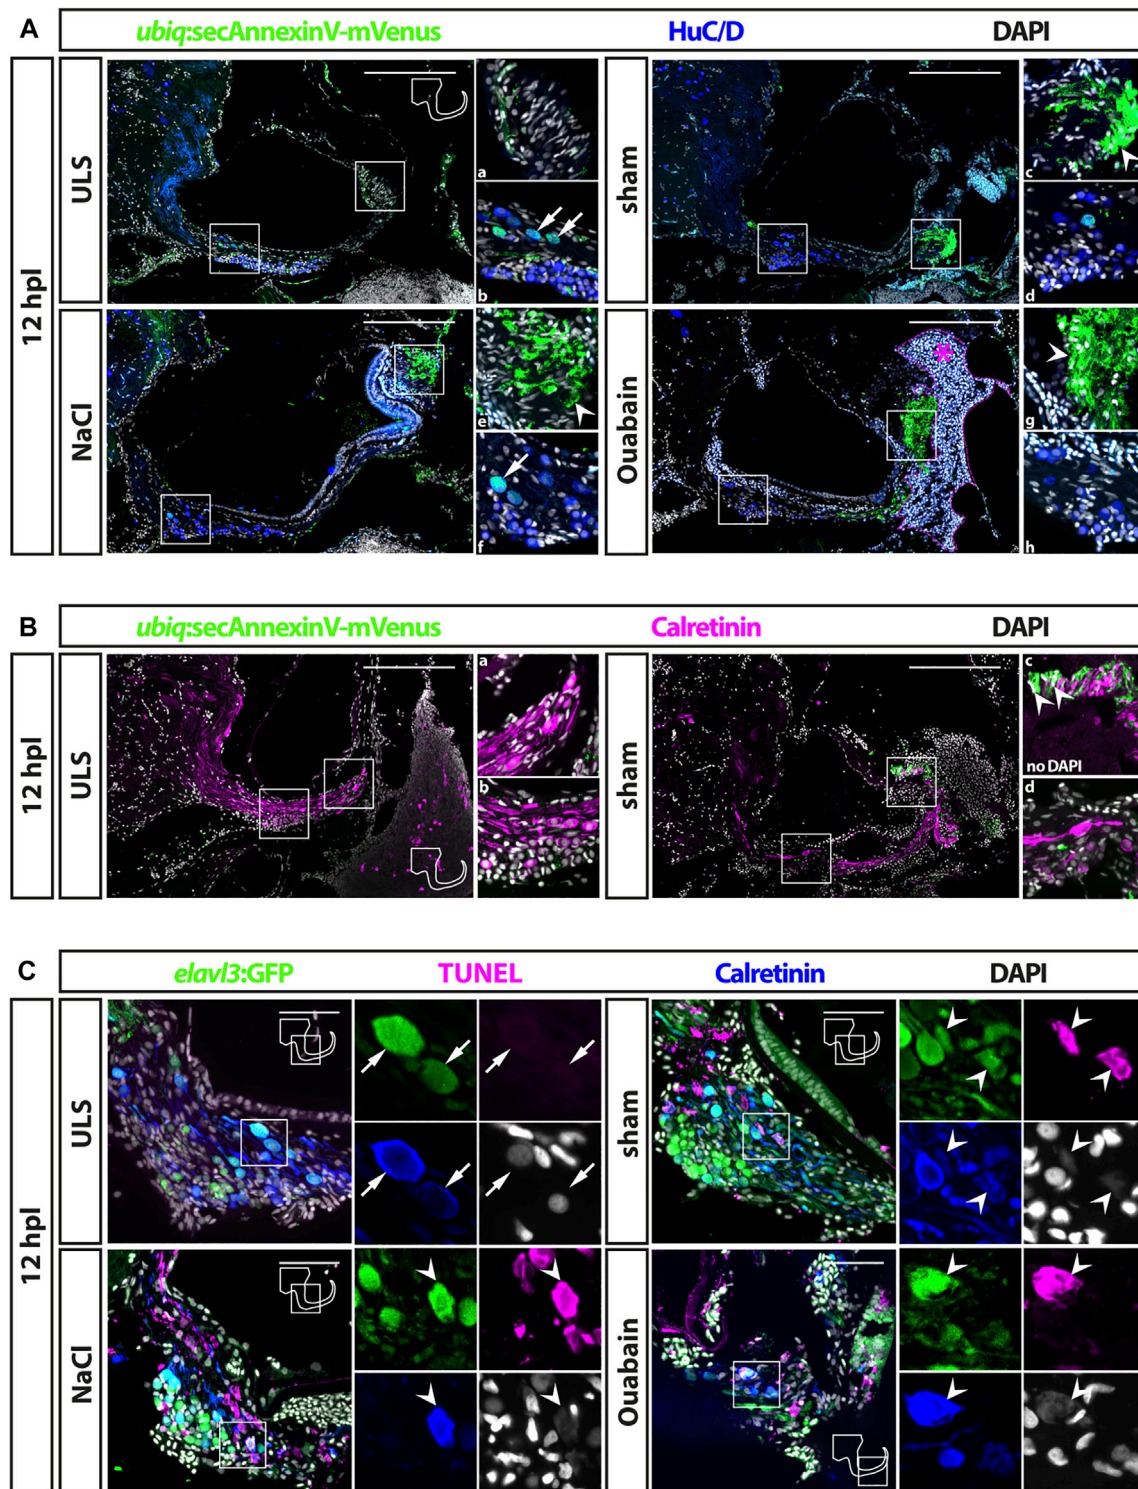 A
ubiq:secAnnexinV-mVenus HuC/D DAPI
12 hpl
ULS
a
b
sham
c
d
NaCl
e
f
Ouabain
*
g
h
B
ubiq:secAnnexinV-mVenus Calretinin DAPI
12 hpl
ULS
a
b
sham
c
no DAPI
d
C
elavl3:GFP TUNEL Calretinin DAPI
12 hpl
ULS
sham
NaCl
Ouabain